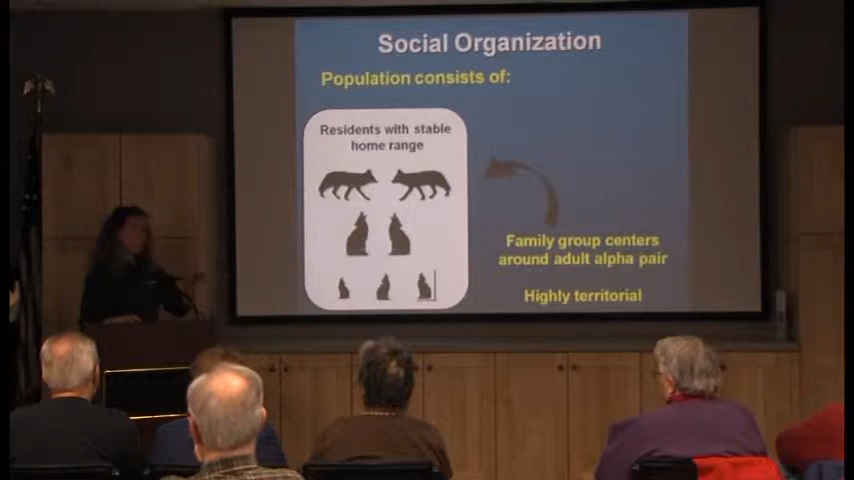 Social Organization
Population consists of:
Residents with stable
home range
Family group centers
around adult alpha pair
Highly territorial